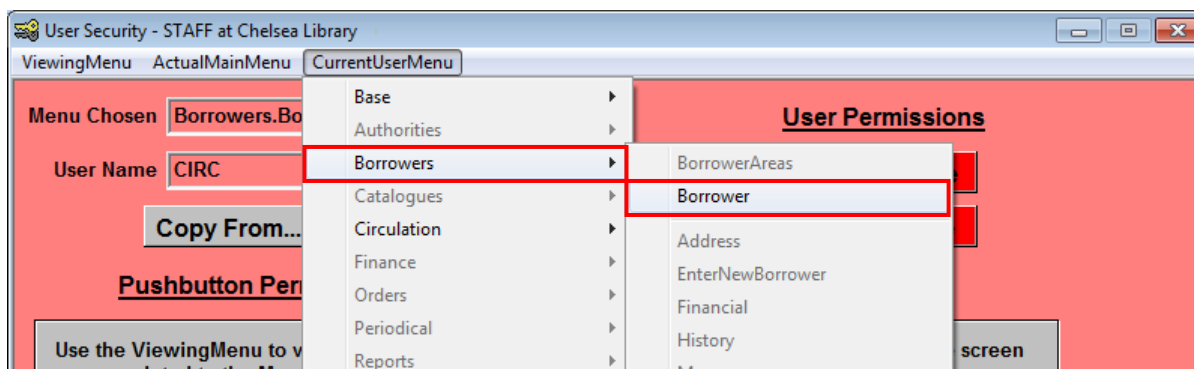 User Security - STAFF at Chelsea Library
ViewingMenu ActualMainMenu CurrentUserMenu
Menu Chosen Borrowers.Bo
User Name CIRC
Copy From...
Pushbutton Per
Use the ViewingMenu to v
Base
Authorities
Borrowers
Catalogues
Circulation
Finance
Orders
Periodical
Reports
User Permissions
BorrowerAreas
Borrower
Address
EnterNewBorrower
Financial
History
screen